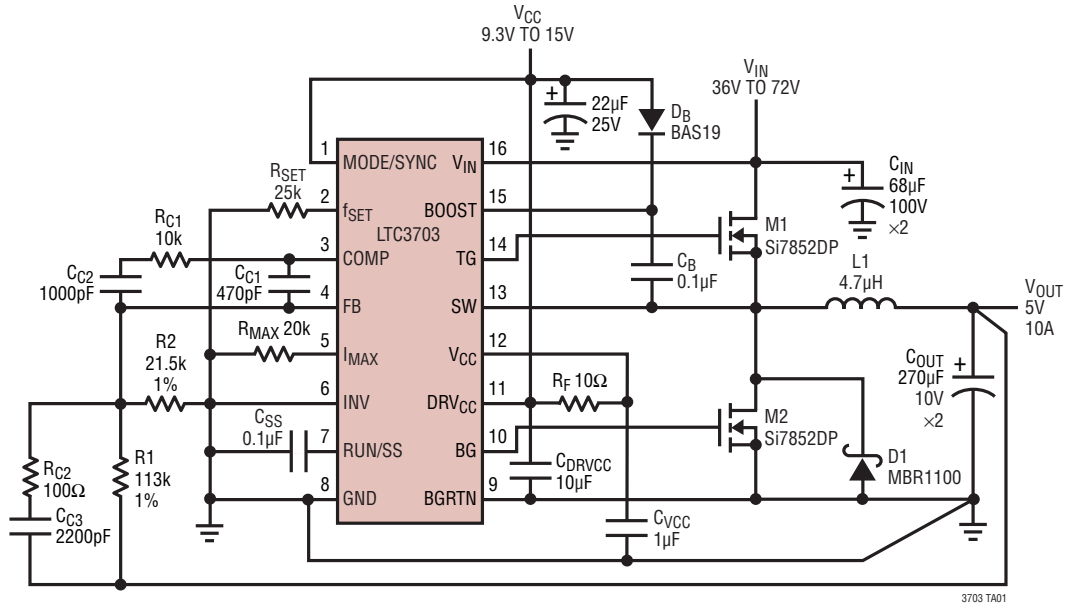 VCC
9.3V TO 15V
VIN
36V TO 72V
+
22µF
25V
DB
BAS19
1
MODE/SYNC
VIN
16
CIN
68µF
100V
×2
+
RSET
25k
2
fSET
BOOST
15
LTC3703
RC1
10k
3
COMP
TG
14
M1
Si7852DP
CC2
1000pF
CC1
470pF
CB
0.1µF
L1
4.7µH
4
FB
SW
13
VOUT
5V
10A
RMAX 20k
5
IMAX
VCC
12
R2
21.5k
1%
COUT
270µF
10V
×2
+
6
INV
DRVCC
11
RF 10Ω
CSS
0.1µF
7
RUN/SS
BG
10
M2
Si7852DP
RC2
100Ω
R1
113k
1%
CDRVCC
10µF
D1
MBR1100
8
GND
BGRTN
9
CC3
2200pF
CVCC
1µF
3703 TA01